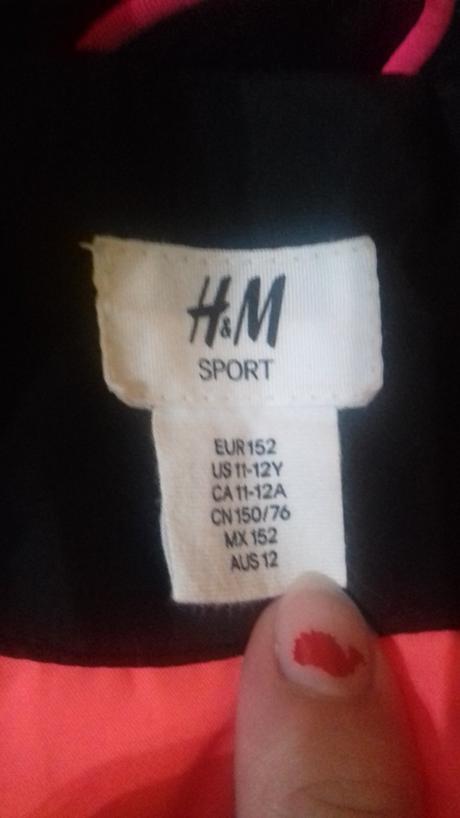 H&M
SPORT
EUR 152
US 11-12Y
CA 11-12A
CN 150/76
MX 152
AUS 12